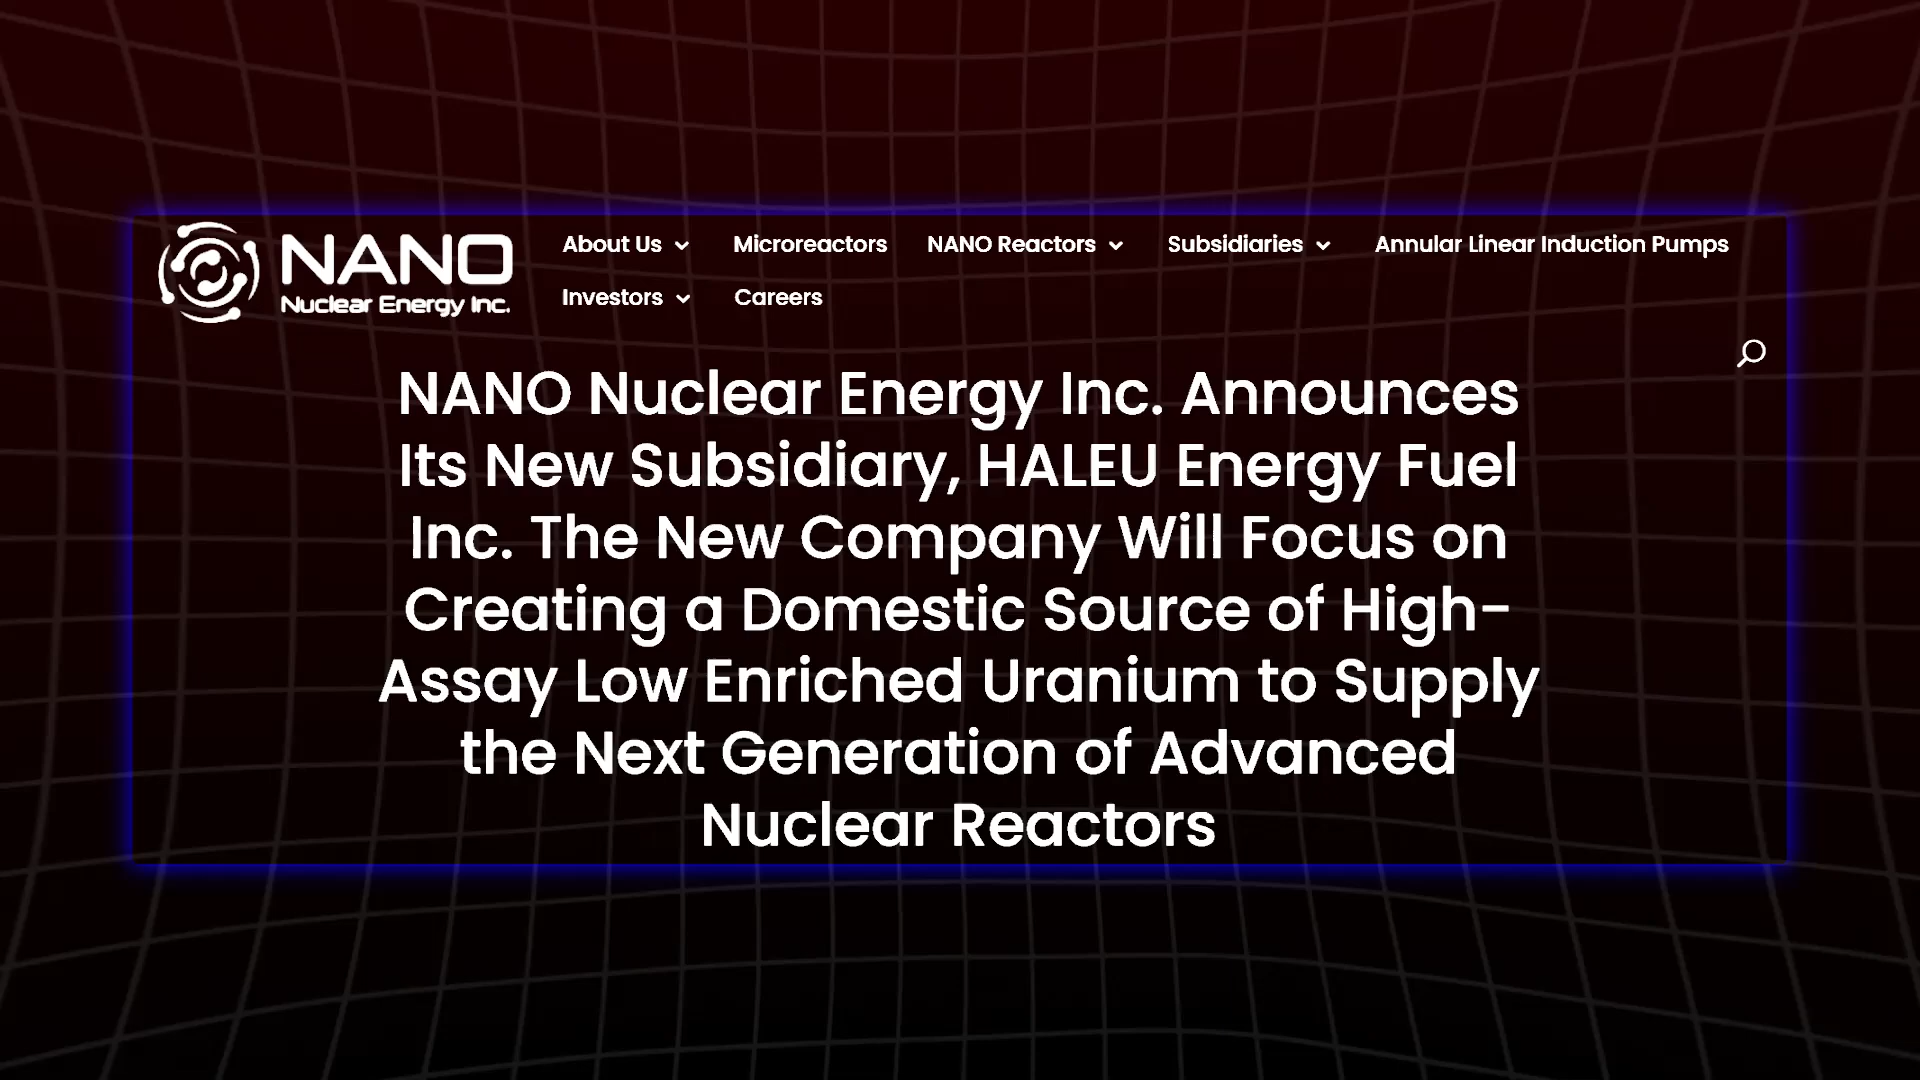 NANO
Nuclear Energy Inc.
About Us
Microreactors
NANO Reactors
Subsidiaries
Annular Linear Induction Pumps
Investors
Careers
NANO Nuclear Energy Inc. Announces
Its New Subsidiary, HALEU Energy Fuel
Inc. The New Company Will Focus on
Creating a Domestic Source of High-
Assay Low Enriched Uranium to Supply
the Next Generation of Advanced
Nuclear Reactors